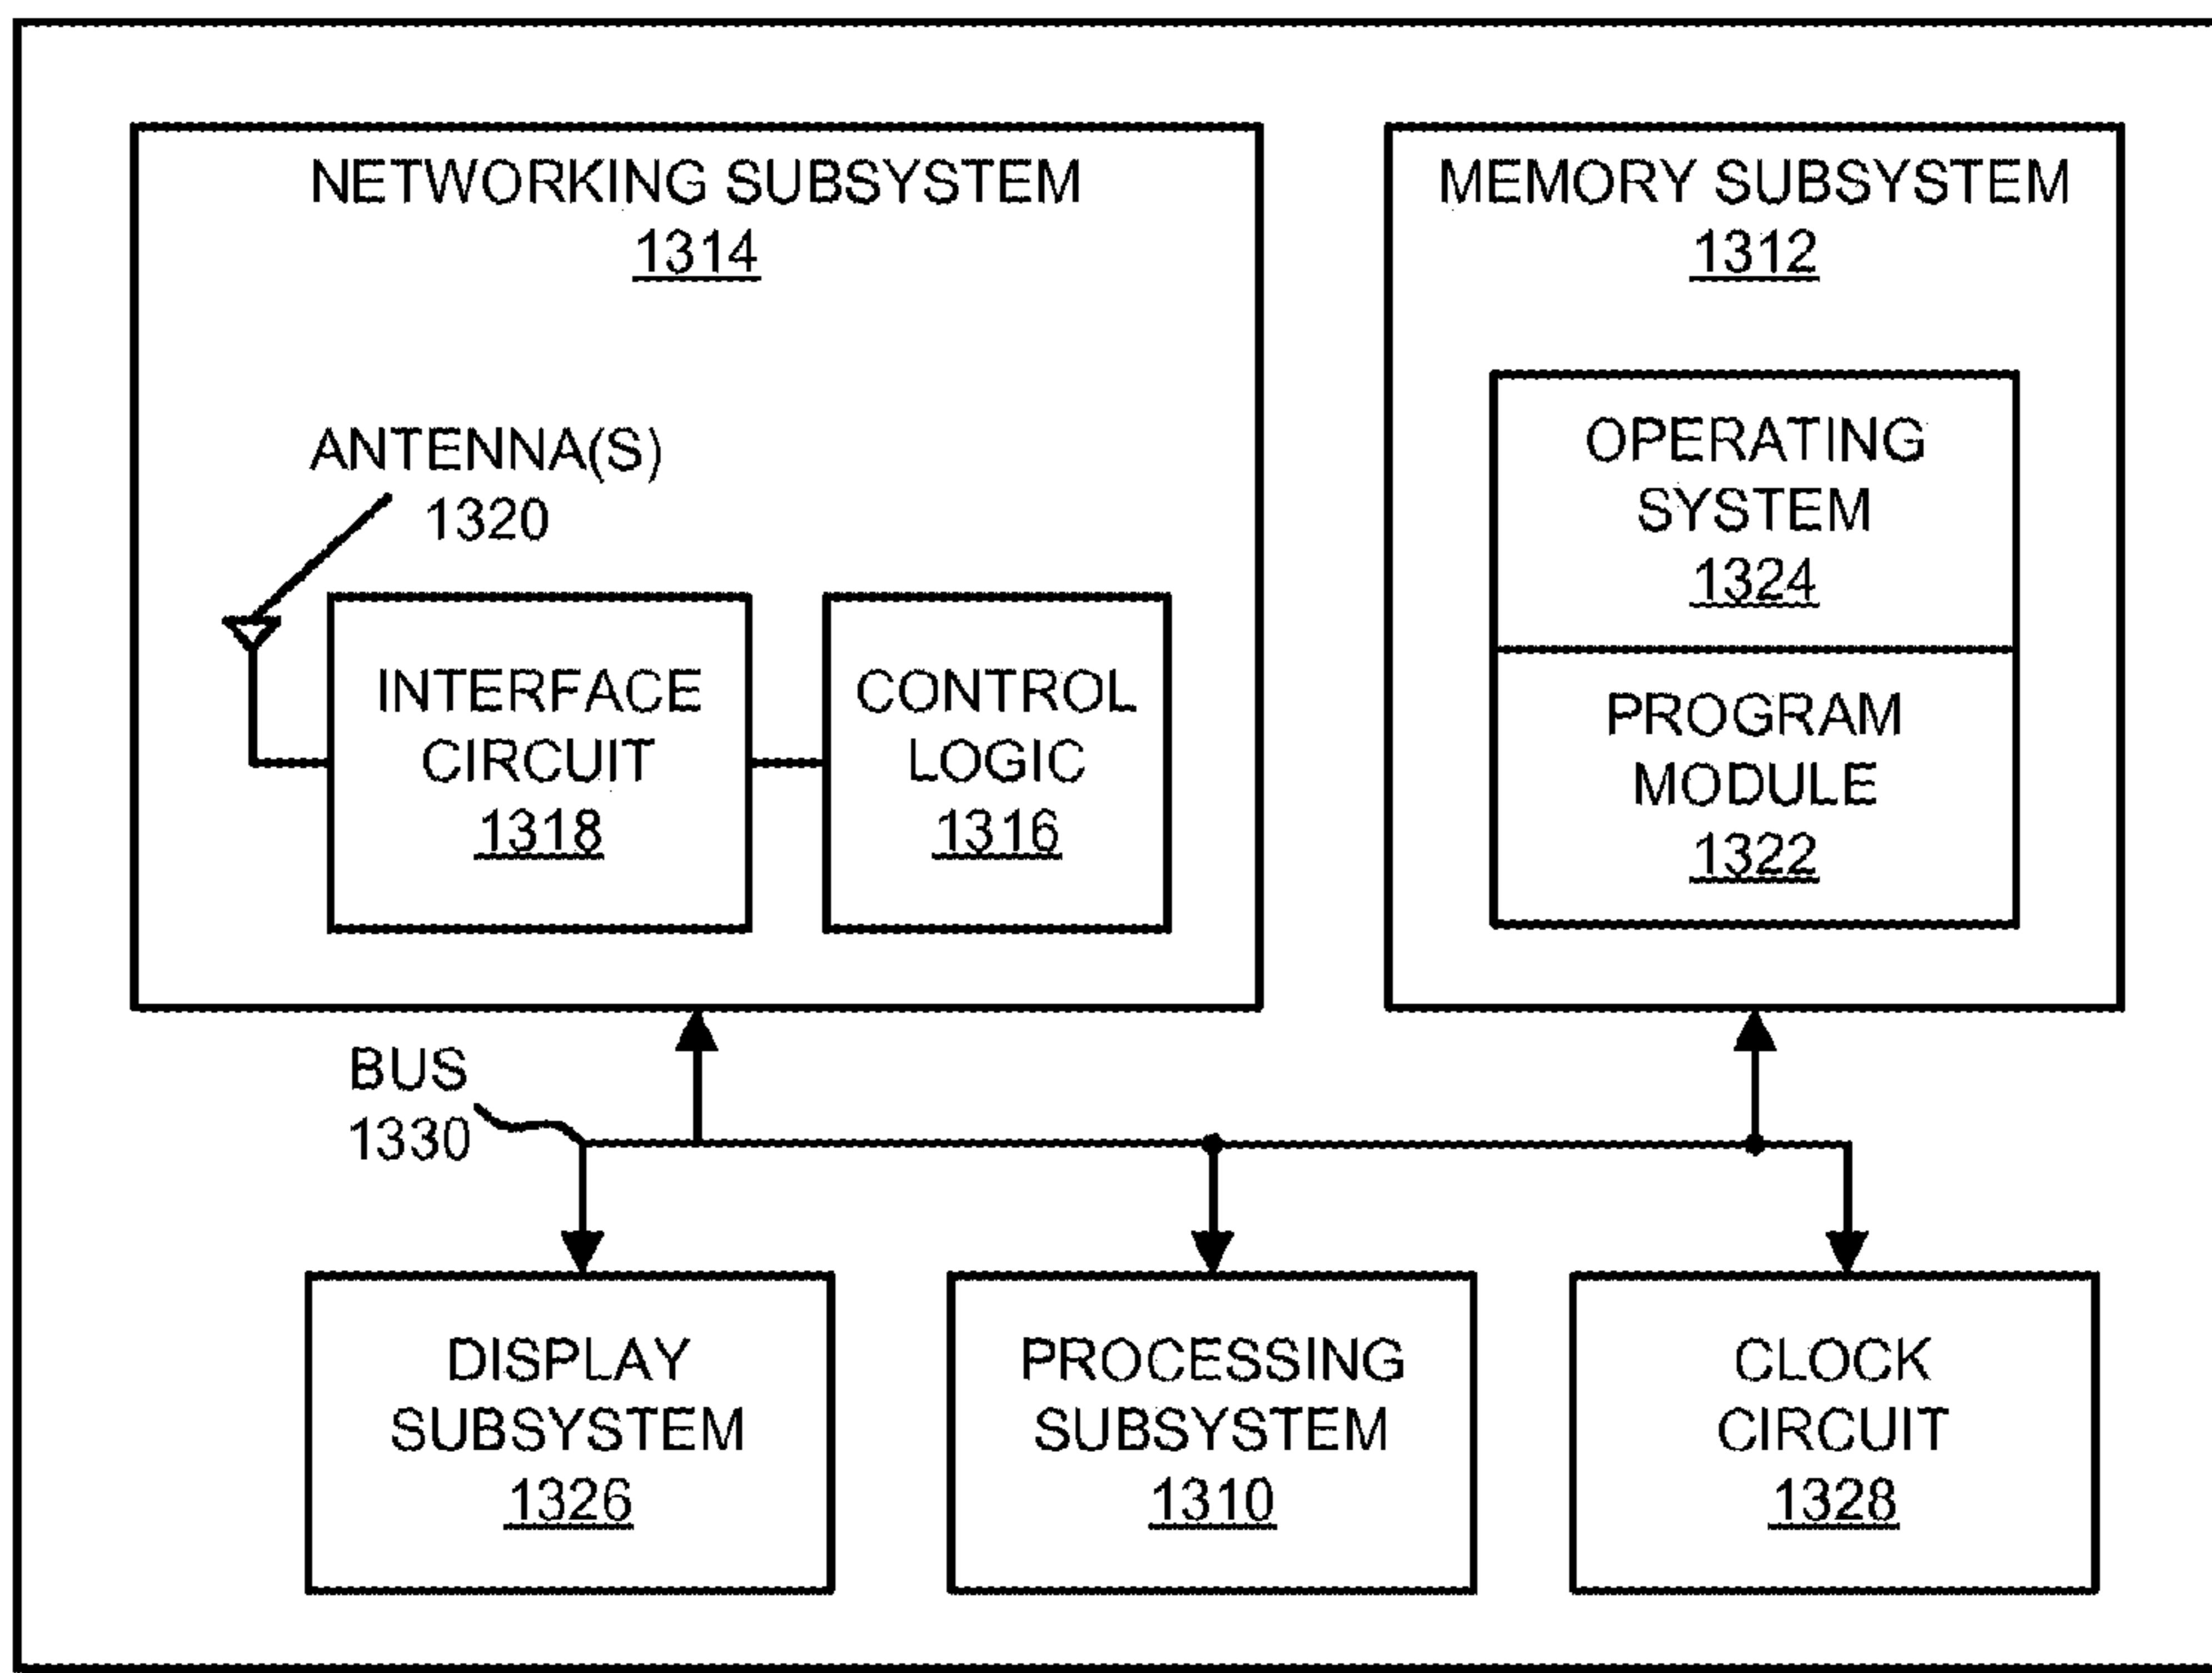 NETWORKING SUBSYSTEM
1314
ANTENNA(S)
1320
INTERFACE
CIRCUIT
1318
CONTROL
LOGIC
1316
MEMORY SUBSYSTEM
1312
OPERATING
SYSTEM
1324
PROGRAM
MODULE
1322
BUS
1330
DISPLAY
SUBSYSTEM
1326
PROCESSING
SUBSYSTEM
1310
CLOCK
CIRCUIT
1328